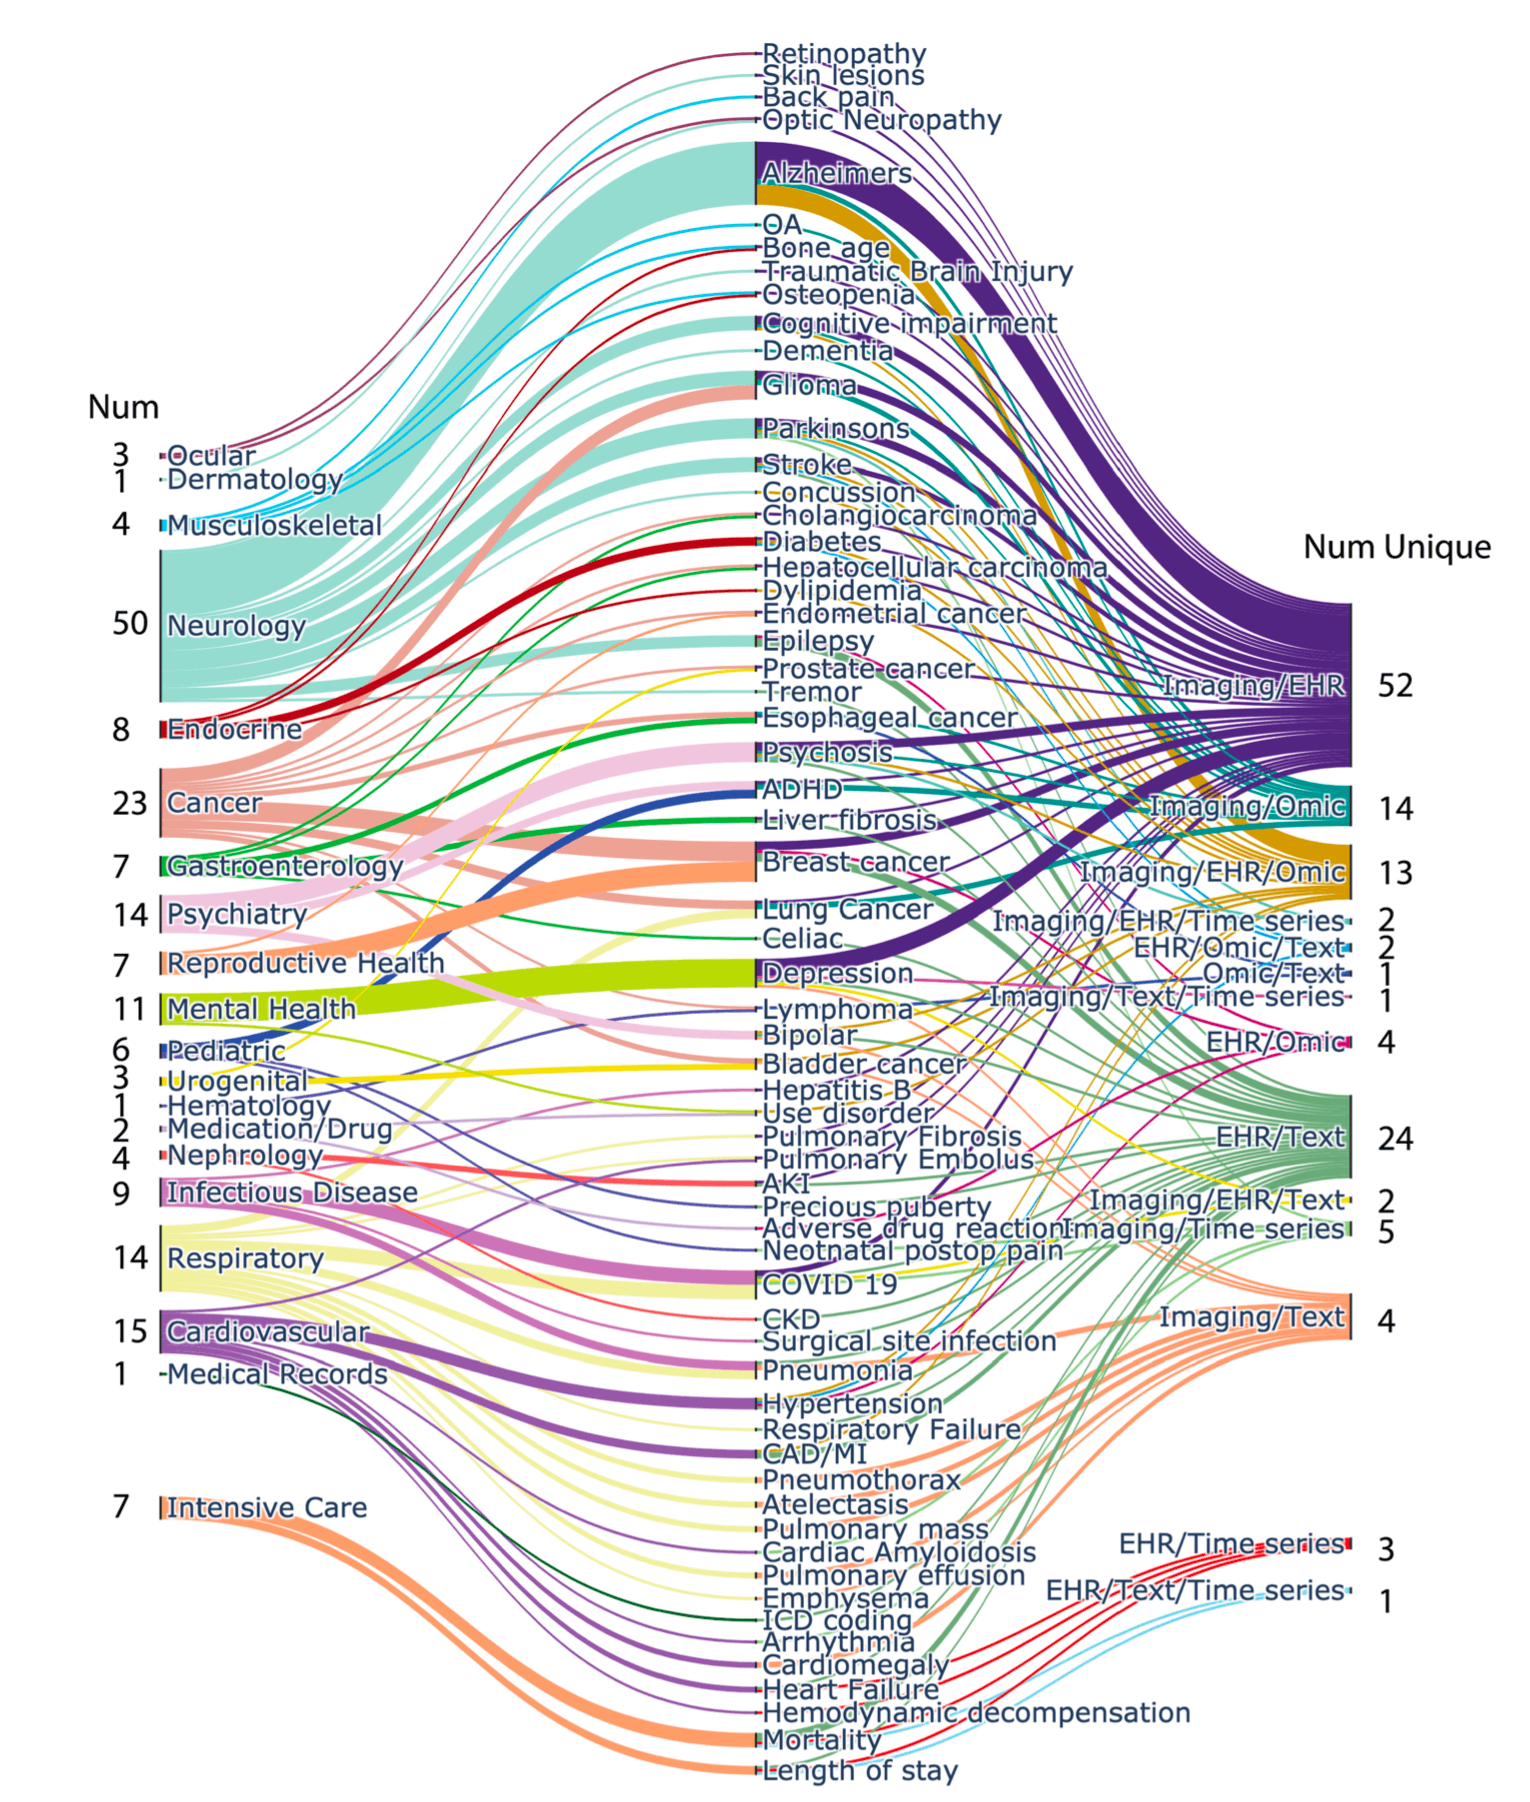 Num
3 Ocular
1 Dermatology
4 Musculoskeletal
50 Neurology
8 Endocrine
23 Cancer
7 Gastroenterology
14 Psychiatry
7 Reproductive Health
11 Mental Health
6 Pediatric
3 Urogenital
1 Hematology
2 Medication/Drug
4 Nephrology
9 Infectious Disease
14 Respiratory
15 Cardiovascular
1 Medical Records
7 Intensive Care
Retinopathy
Skin lesions
Back pain
Optic Neuropathy
Alzheimers
OA
Bone age
Traumatic Brain Injury
Osteopenia
Cognitive impairment
Dementia
Glioma
Parkinsons
Stroke
Concussion
Cholangiocarcinoma
Diabetes
Hepatocellular carcinoma
Dylipidemia
Endometrial cancer
Epilepsy
Prostate cancer
Tremor
Esophageal cancer
Psychosis
ADHD
Liver fibrosis
Breast cancer
Lung Cancer
Celiac
Depression
Lymphoma
Bipolar
Bladder cancer
Hepatitis B
Use disorder
Pulmonary Fibrosis
Pulmonary Embolus
AKI
Precious puberty
Adverse drug reaction
Neotnatal postop pain
COVID 19
CKD
Surgical site infection
Pneumonia
Hypertension
Respiratory Failure
CAD/MI
Pneumothorax
Atelectasis
Pulmonary mass
Cardiac Amyloidosis
Pulmonary effusion
Emphysema
ICD coding
Arrhythmia
Cardiomegaly
Heart Failure
Hemodynamic decompensation
Mortality
Length of stay
Num Unique
Imaging/EHR 52
Imaging/Omic 14
Imaging/EHR/Omic 13
Imaging/EHR/Time series 2
EHR/Omic/Text 2
Omic/Text 1
Imaging/Text/Time series 1
EHR/Omic 4
EHR/Text 24
Imaging/EHR/Text 2
Imaging/Time series 5
Imaging/Text 4
EHR/Time series 3
EHR/Text/Time series 1